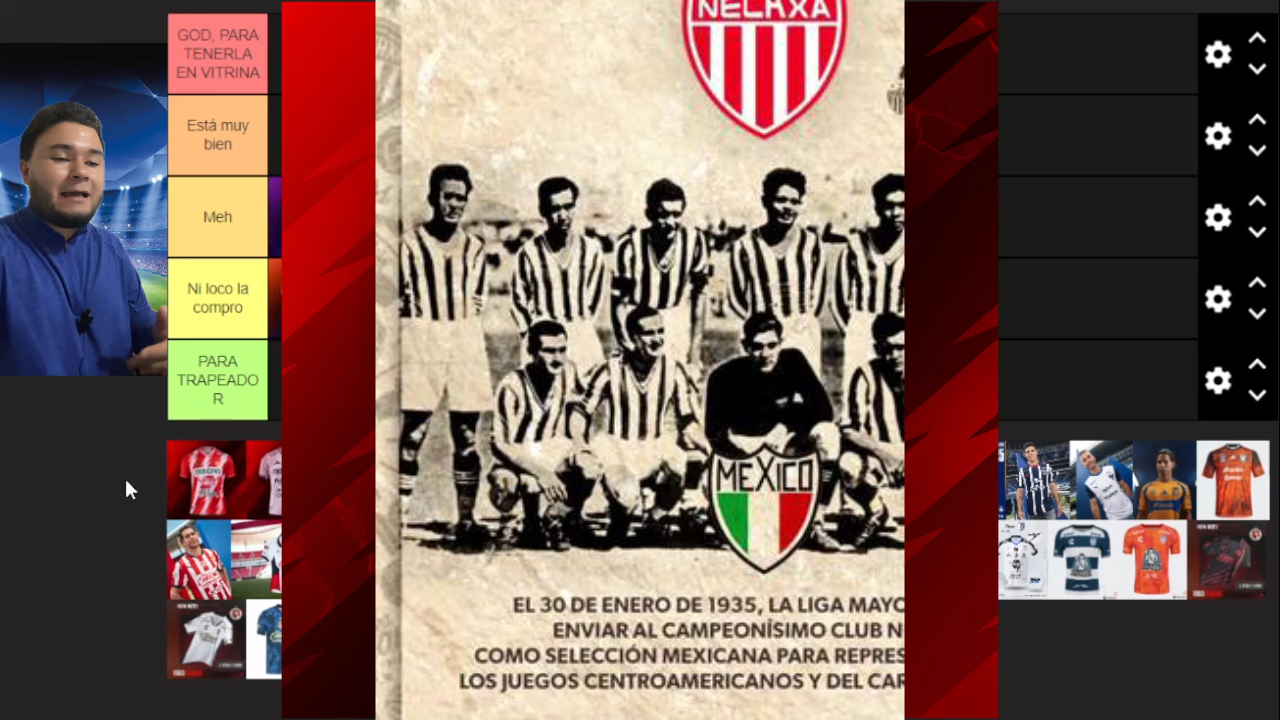 GOD, PARA
TENERLA
EN VITRINA
Está muy
bien
Meh
Ni loco la
compro
PARA
TRAPEADO
R
NECAXA
MEXICO
EL 30 DE ENERO DE 1935, LA LIGA MAYO
ENVIAR AL CAMPEONÍSIMO CLUB N
COMO SELECCIÓN MEXICANA PARA REPRES
LOS JUEGOS CENTROAMERICANOS Y DEL CAR